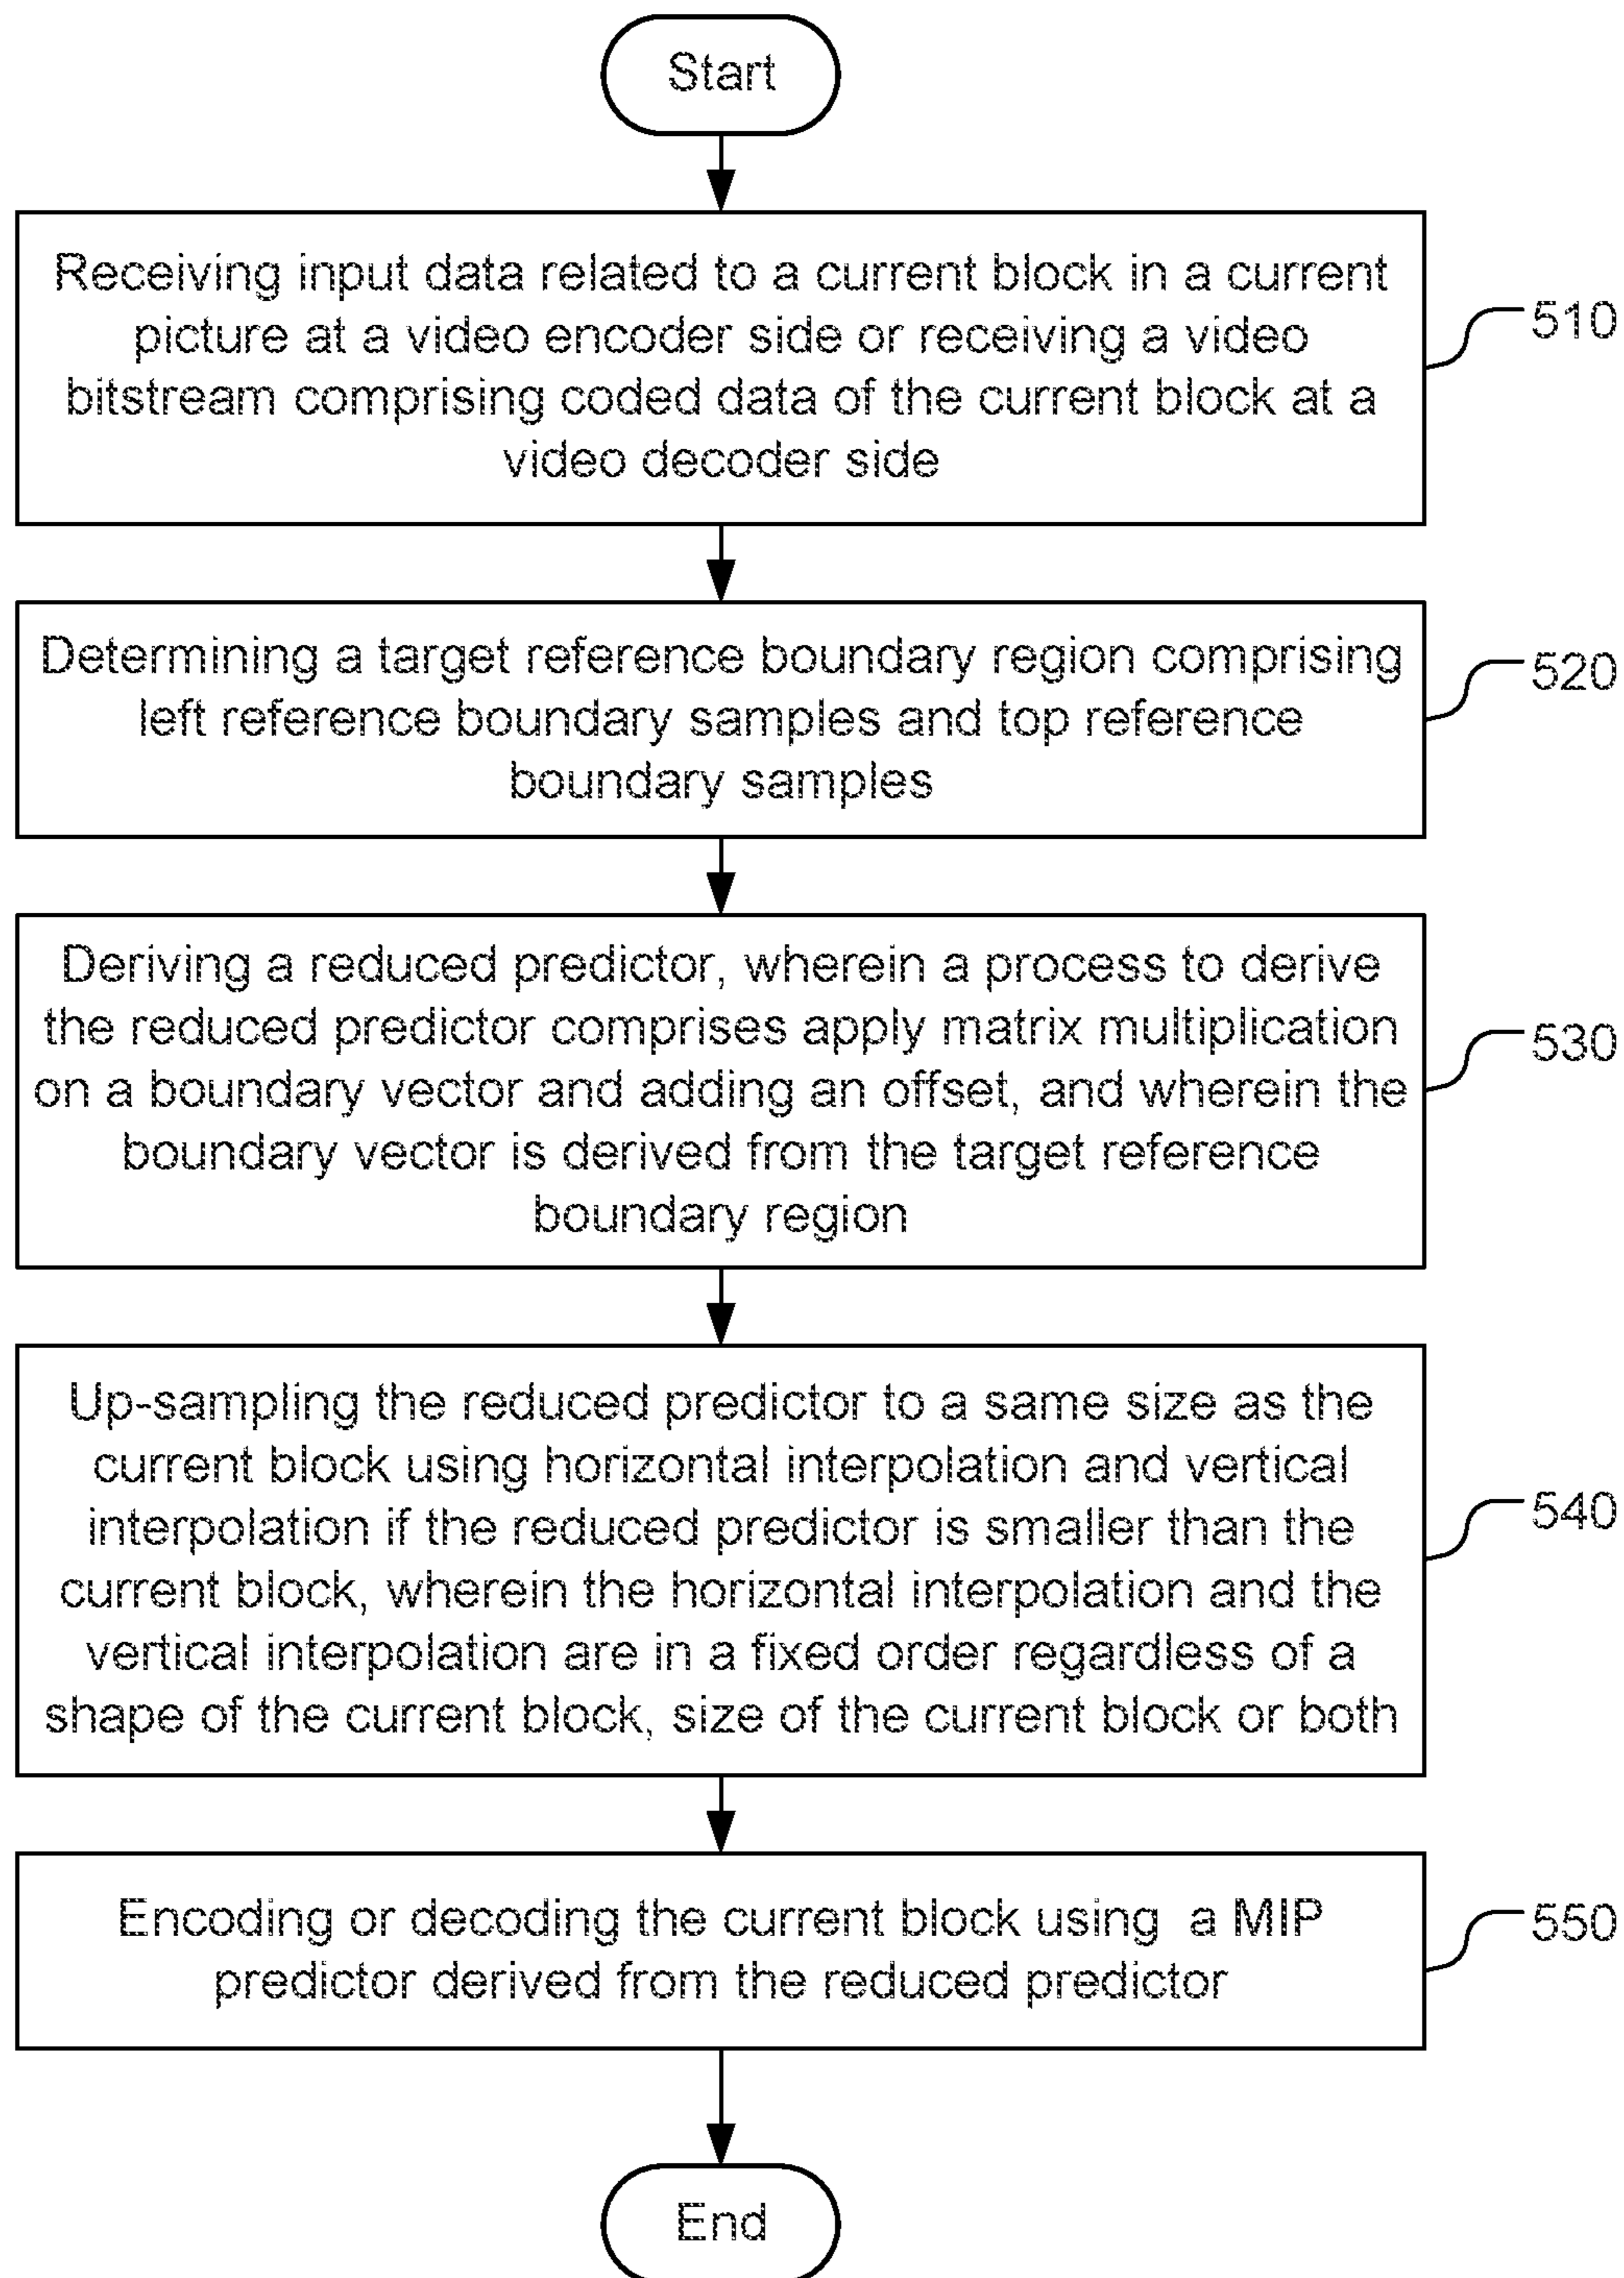 Start
Receiving input data related to a current block in a current
picture at a video encoder side or receiving a video
bitstream comprising coded data of the current block at a
video decoder side
510
Determining a target reference boundary region comprising
left reference boundary samples and top reference
boundary samples
520
Deriving a reduced predictor, wherein a process to derive
the reduced predictor comprises apply matrix multiplication
on a boundary vector and adding an offset, and wherein the
boundary vector is derived from the target reference
boundary region
530
Up-sampling the reduced predictor to a same size as the
current block using horizontal interpolation and vertical
interpolation if the reduced predictor is smaller than the
current block, wherein the horizontal interpolation and the
vertical interpolation are in a fixed order regardless of a
shape of the current block, size of the current block or both
540
Encoding or decoding the current block using  a MIP
predictor derived from the reduced predictor
550
End